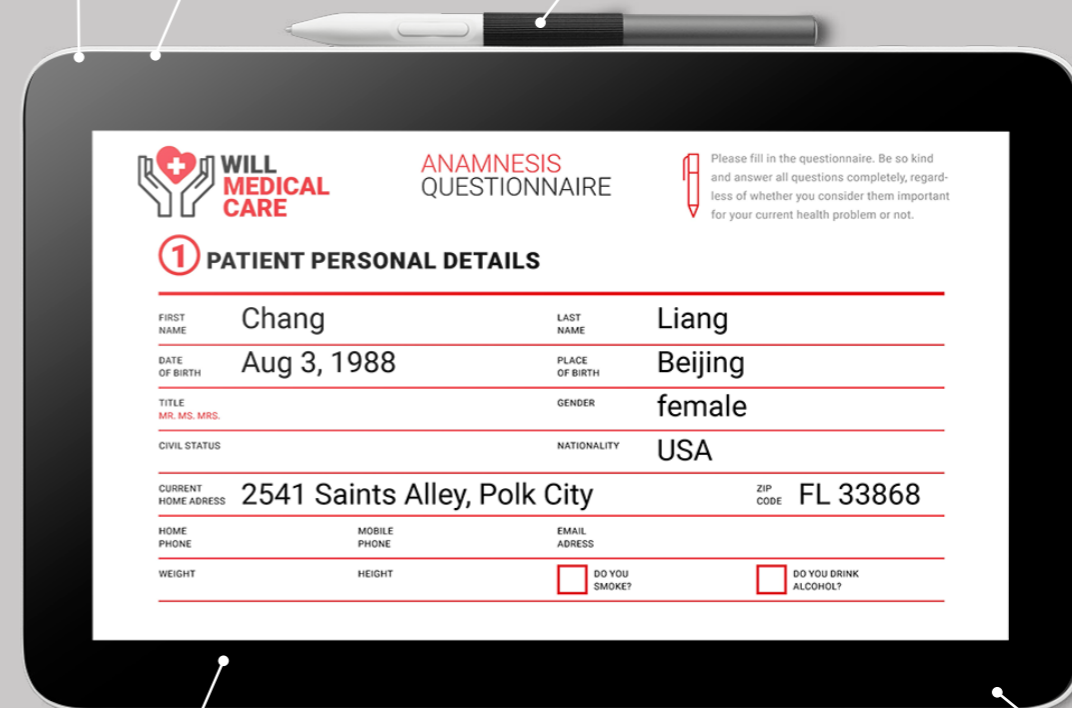 WILL
MEDICAL
CARE
ANAMNESIS
QUESTIONNAIRE
Please fill in the questionnaire. Be so kind
and answer all questions completely, regard-
less of whether you consider them important
for your current health problem or not.
1 PATIENT PERSONAL DETAILS
FIRST
NAME
Chang
LAST
NAME
Liang
DATE
OF BIRTH
Aug 3, 1988
PLACE
OF BIRTH
Beijing
TITLE
MR. MS. MRS.
GENDER
female
CIVIL STATUS
NATIONALITY
USA
CURRENT
HOME ADRESS
2541 Saints Alley, Polk City
ZIP
CODE
FL 33868
HOME
PHONE
MOBILE
PHONE
EMAIL
ADRESS
WEIGHT
HEIGHT
DO YOU
SMOKE?
DO YOU DRINK
ALCOHOL?